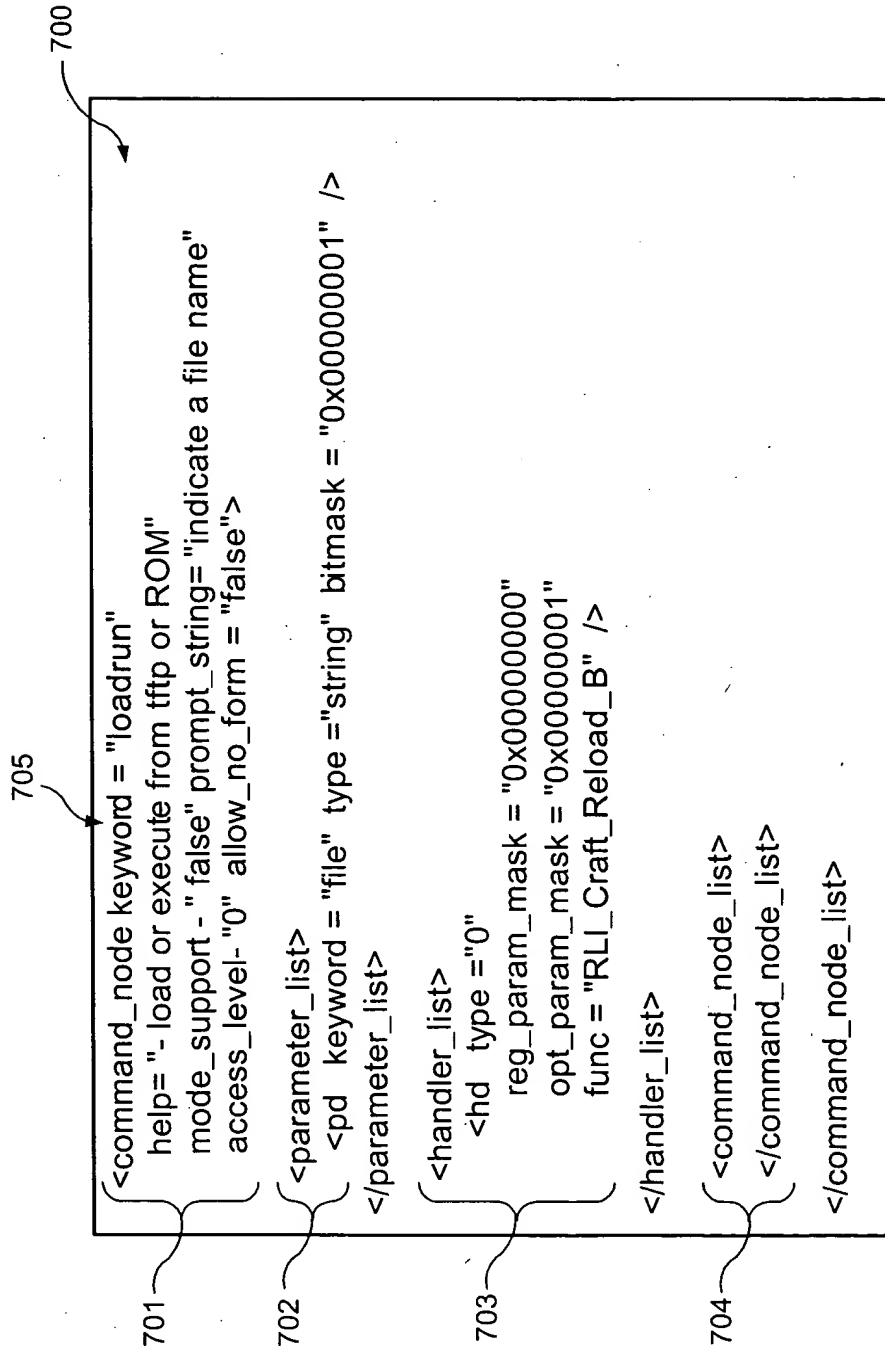 700
705
<command_node keyword = "loadrun"
help= "- load or execute from tftp or ROM"
mode_support - " false" prompt_string= "indicate a file name"
access_level- "0" allow_no_form = "false">
701
<parameter_list>
<pd keyword = "file" type ="string" bitmask = "0x00000001" />
</parameter_list>
702
<handler_list>
<hd type ="0"
reg_param_mask = "0x00000000"
opt_param_mask = "0x00000001"
func = "RLI_Craft_Reload_B" />
</handler_list>
703
<command_node_list>
</command_node_list>
704
</command_node_list>